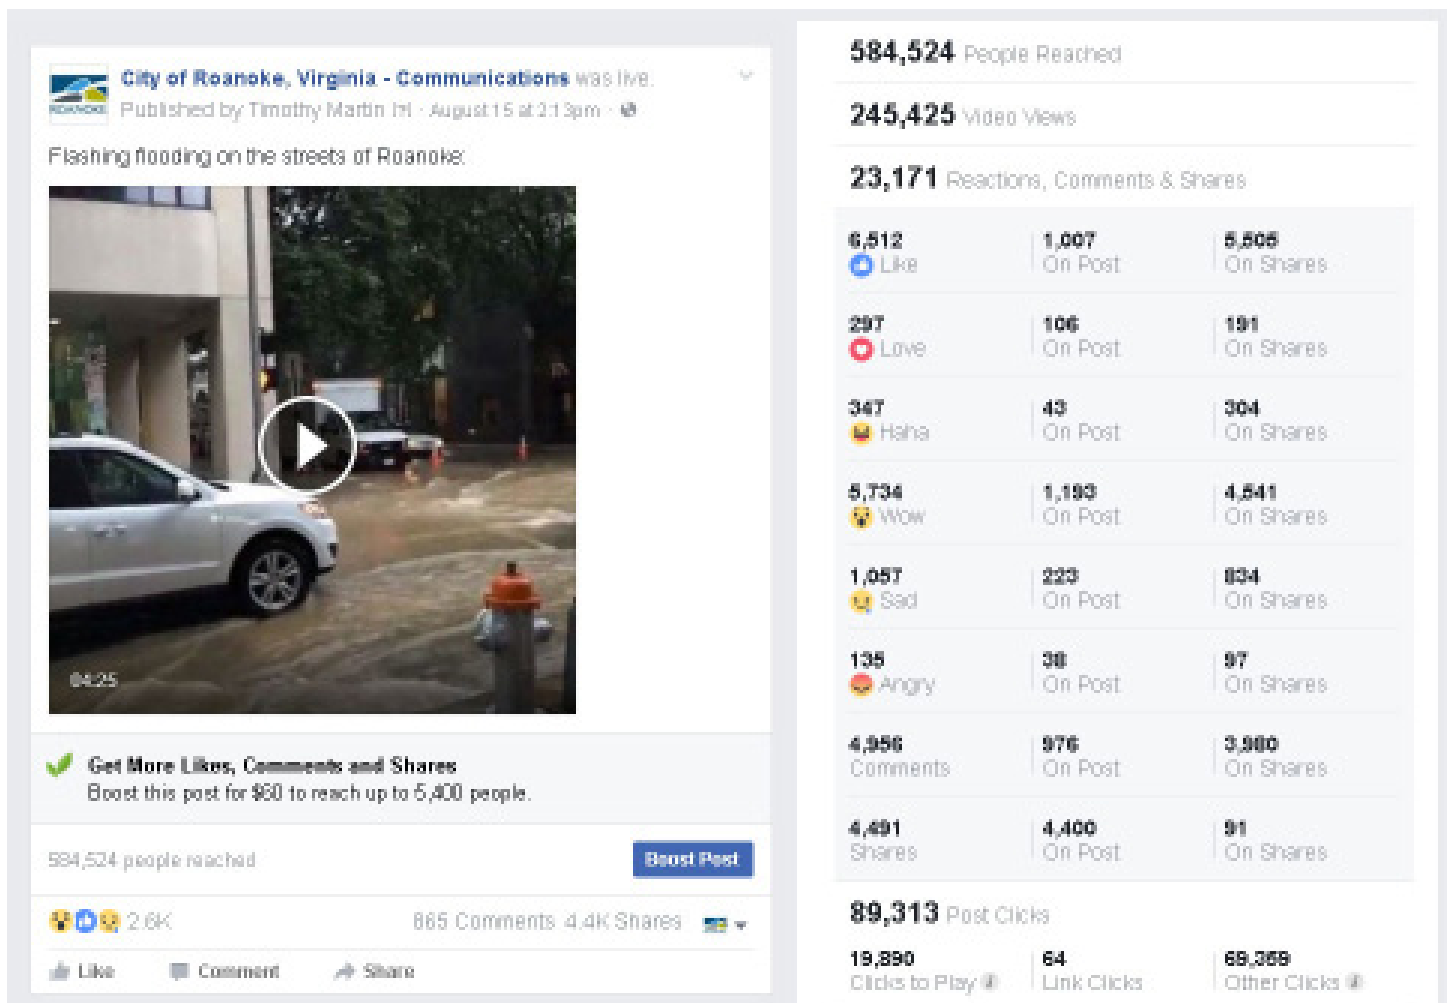 City of Roanoke, Virginia - Communications was live.
Published by Timothy Martin [?] · August 15 at 2:13pm ·
Flashing flooding on the streets of Roanoke:
ROANOKE
04:25
Get More Likes, Comments and Shares
Boost this post for $60 to reach up to 5,400 people.
584,524 people reached
Boost Post
2.6K
865 Comments 4.4K Shares
Like Comment Share
584,524 People Reached
245,425 Video Views
23,171 Reactions, Comments & Shares
6,512 1,007 5,505
Like On Post On Shares
297 106 191
Love On Post On Shares
347 43 304
Haha On Post On Shares
5,734 1,193 4,541
Wow On Post On Shares
1,057 223 834
Sad On Post On Shares
135 38 97
Angry On Post On Shares
4,956 976 3,980
Comments On Post On Shares
4,491 4,400 91
Shares On Post On Shares
89,313 Post Clicks
19,890 64 69,359
Clicks to Play Link Clicks Other Clicks